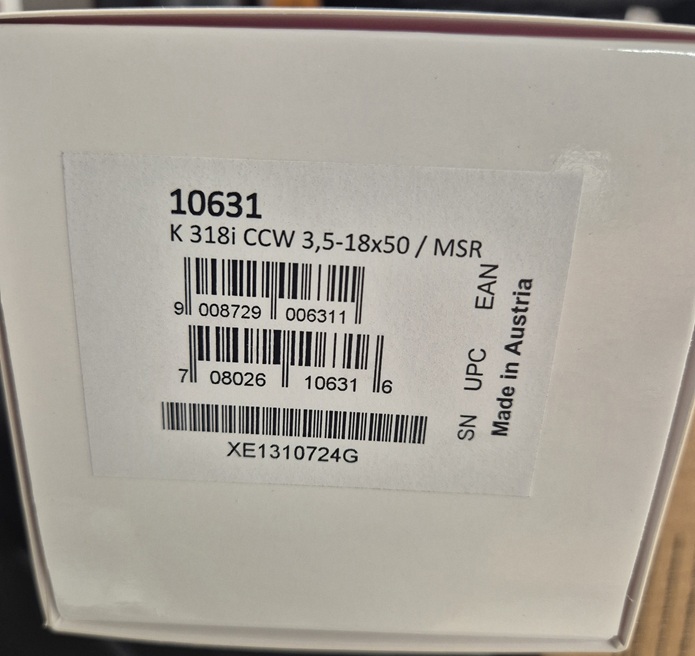 10631
K 318i CCW 3,5-18x50 / MSR
9 008729 006311
7 08026 10631 6
XE1310724G
EAN
UPC
SN
Made in Austria